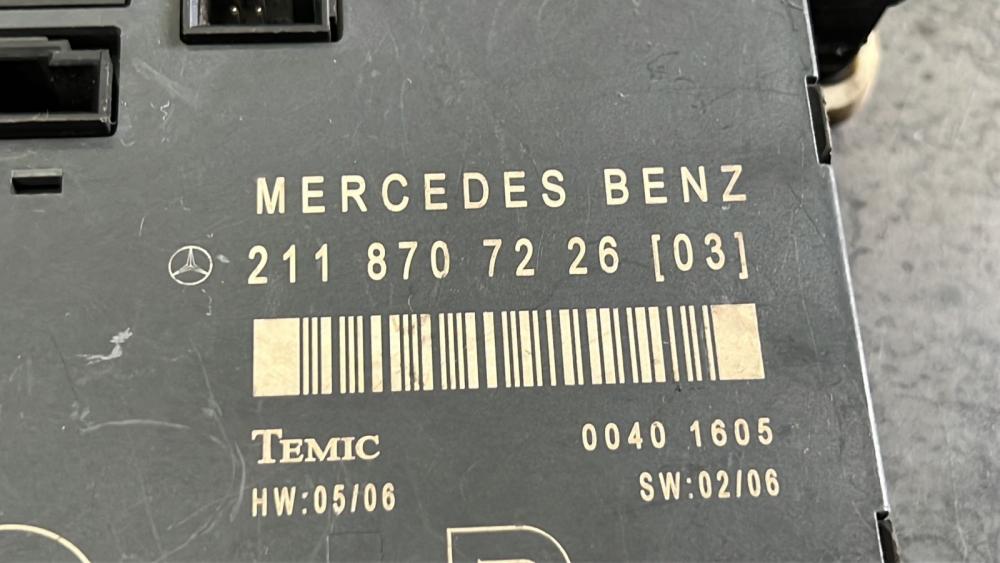 MERCEDES BENZ
211 870 72 26 [03]
TEMIC
0040 1605
HW:05/06
SW:02/06